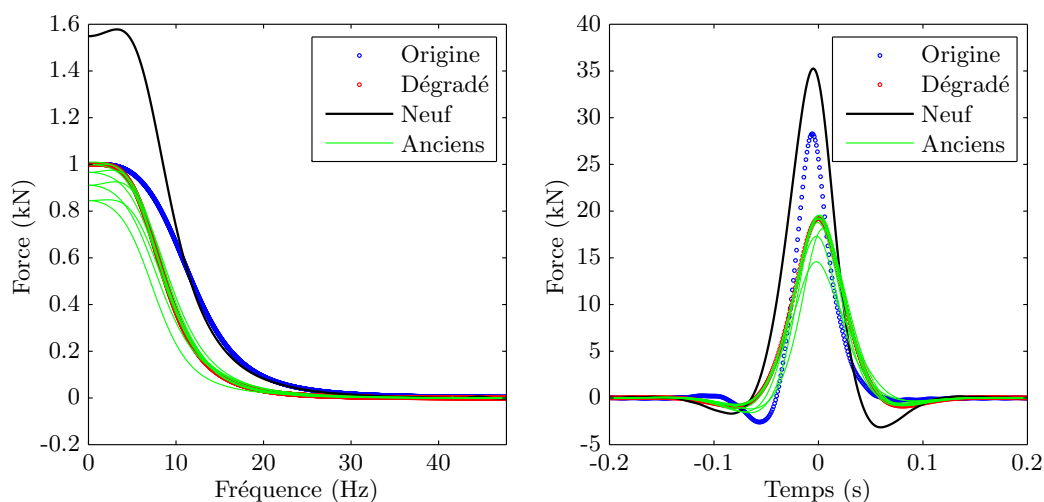 1.6
1.4
1.2
1
0.8
0.6
0.4
0.2
0
-0.2
Force (kN)
0
10
20
30
40
Fréquence (Hz)
Origine
Dégradé
Neuf
Anciens
40
35
30
25
20
15
10
5
0
-5
Force (kN)
-0.2
-0.1
0
0.1
0.2
Temps (s)
Origine
Dégradé
Neuf
Anciens